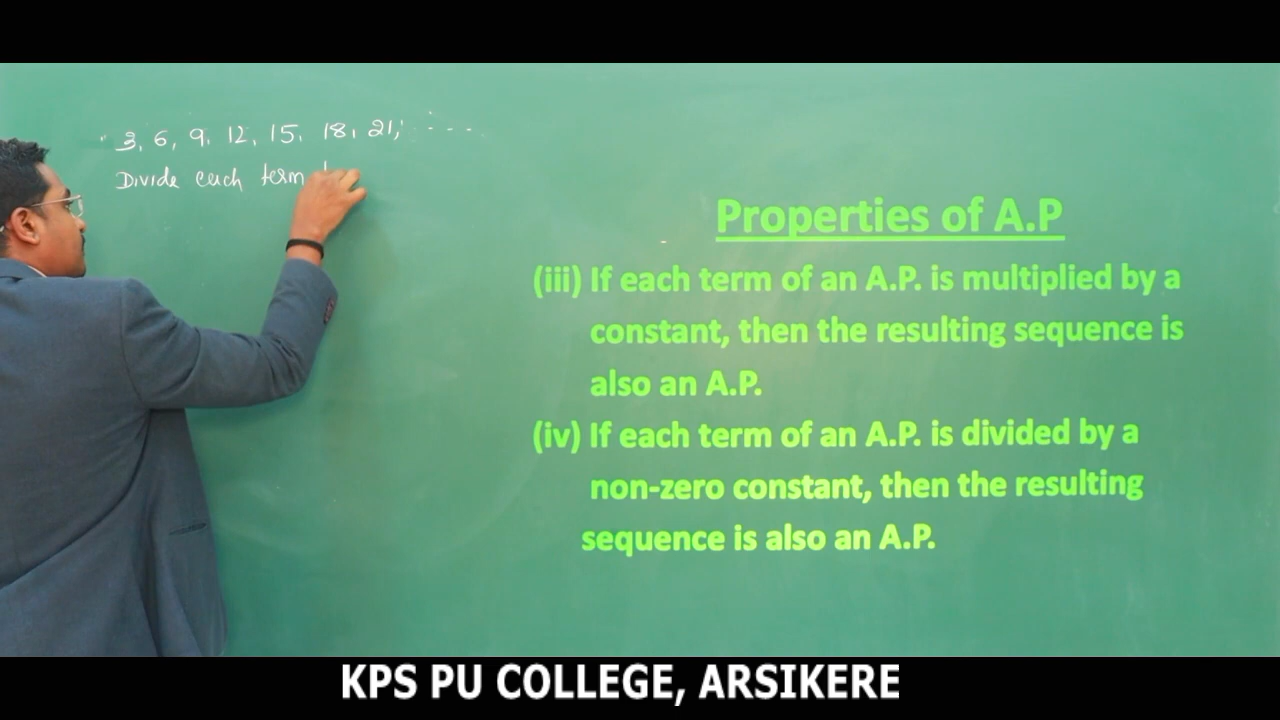 3, 6, 9, 12, 15, 18, 21, ....
Divide each term
Properties of A.P
(iii) If each term of an A.P. is multiplied by a
constant, then the resulting sequence is
also an A.P.
(iv) If each term of an A.P. is divided by a
non-zero constant, then the resulting
sequence is also an A.P.
KPS PU COLLEGE, ARSIKERE